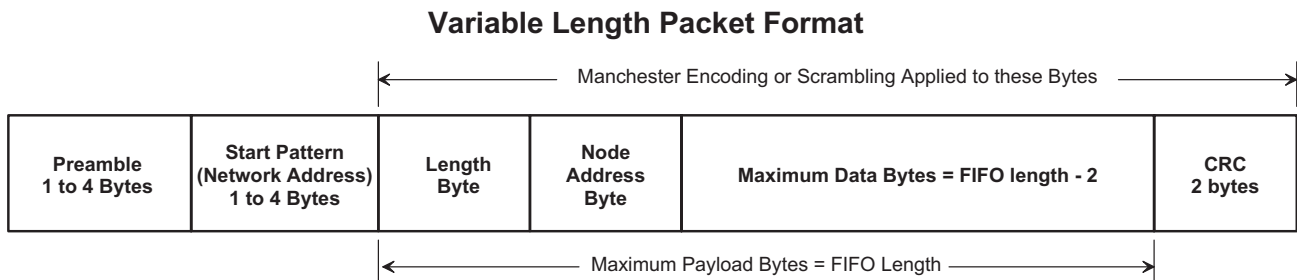 Variable Length Packet Format
Manchester Encoding or Scrambling Applied to these Bytes
Preamble
1 to 4 Bytes
Start Pattern
(Network Address)
1 to 4 Bytes
Length
Byte
Node
Address
Byte
Maximum Data Bytes = FIFO length - 2
CRC
2 bytes
Maximum Payload Bytes = FIFO Length